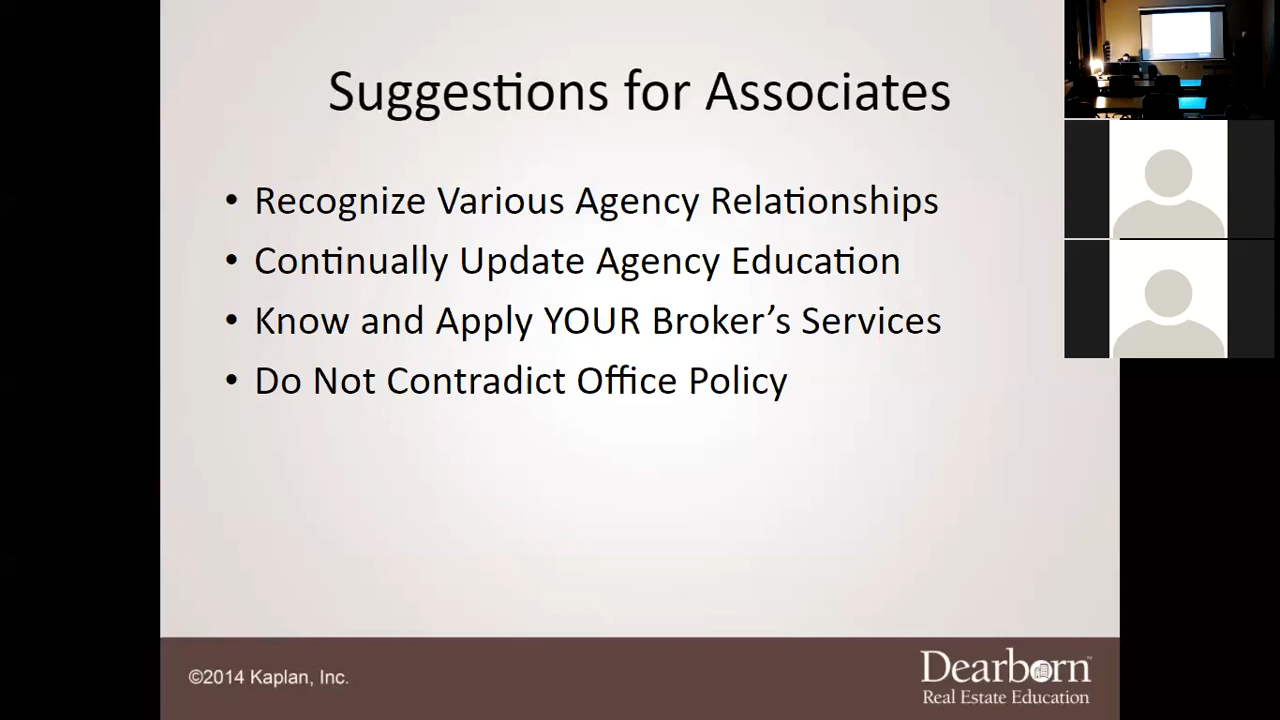 Suggestions for Associates
• Recognize Various Agency Relationships
• Continually Update Agency Education
• Know and Apply YOUR Broker’s Services
• Do Not Contradict Office Policy
©2014 Kaplan, Inc.
Dearborn™
Real Estate Education